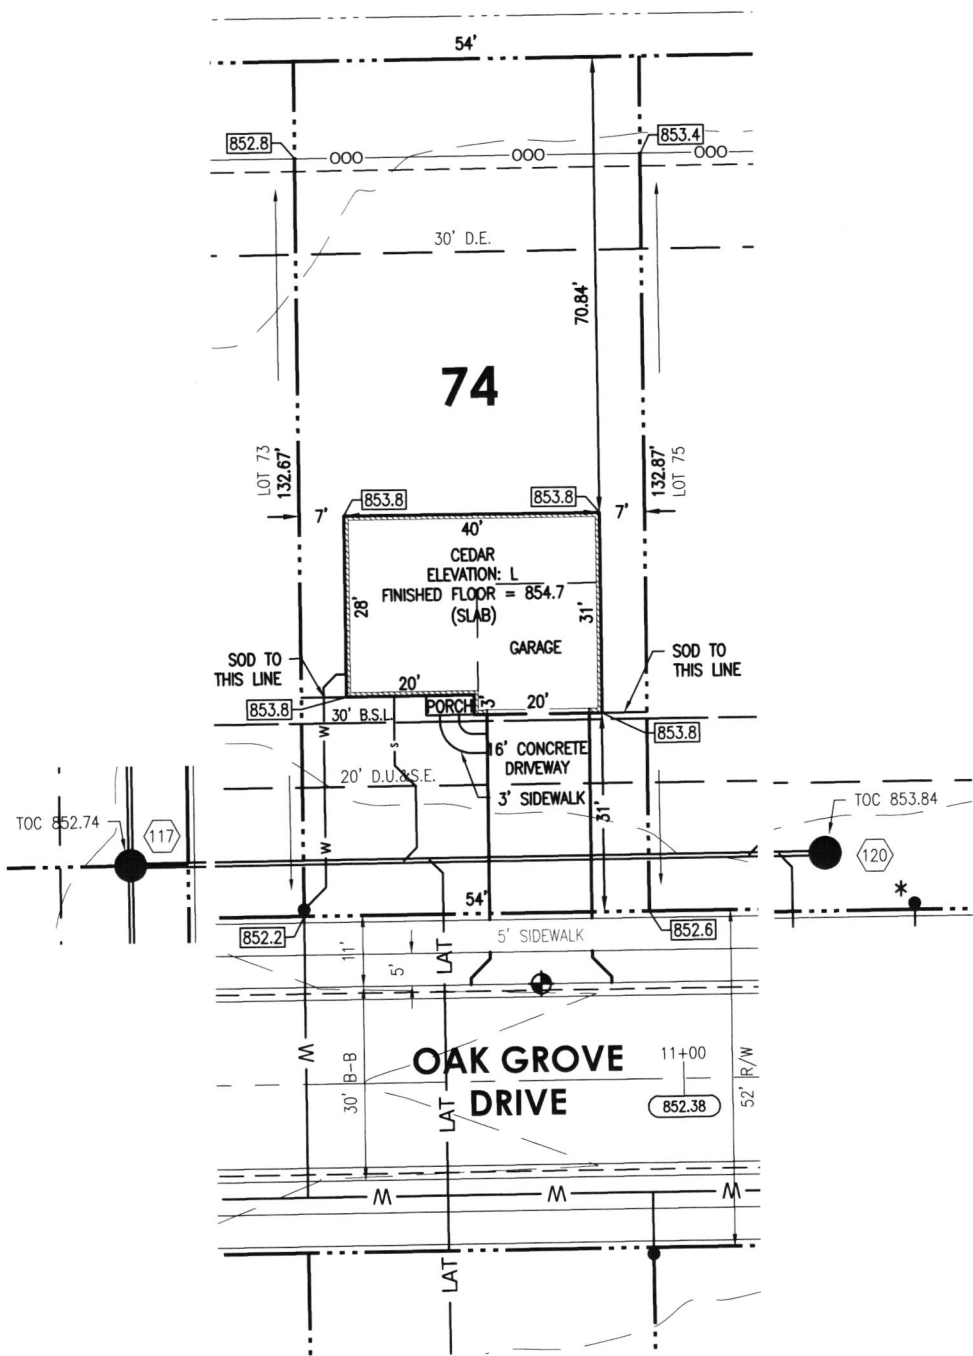 54'
852.8
853.4
OOO
OOO
OOO
30' D.E.
70.84'
74
LOT 73
132.67'
132.87'
LOT 75
7'
853.8
853.8
7'
40'
CEDAR
ELEVATION: L
FINISHED FLOOR = 854.7
(SLAB)
28'
31'
GARAGE
SOD TO
THIS LINE
SOD TO
THIS LINE
20'
853.8
30' B.S.L.
PORCH
3'
20'
853.8
W
S
16' CONCRETE
DRIVEWAY
20' D.U.&S.E.
3' SIDEWALK
31'
TOC 852.74
117
TOC 853.84
120
W
*
54'
852.2
852.6
11'
5'
LAT
5' SIDEWALK
W
30' B-B
OAK GROVE
DRIVE
LAT
11+00
852.38
52' R/W
W
W
W
LAT